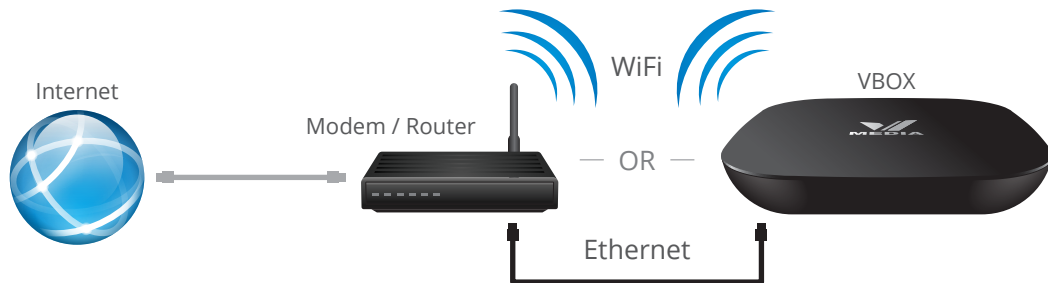 Internet
Modem / Router
WiFi
OR
Ethernet
VBOX
MEDIA